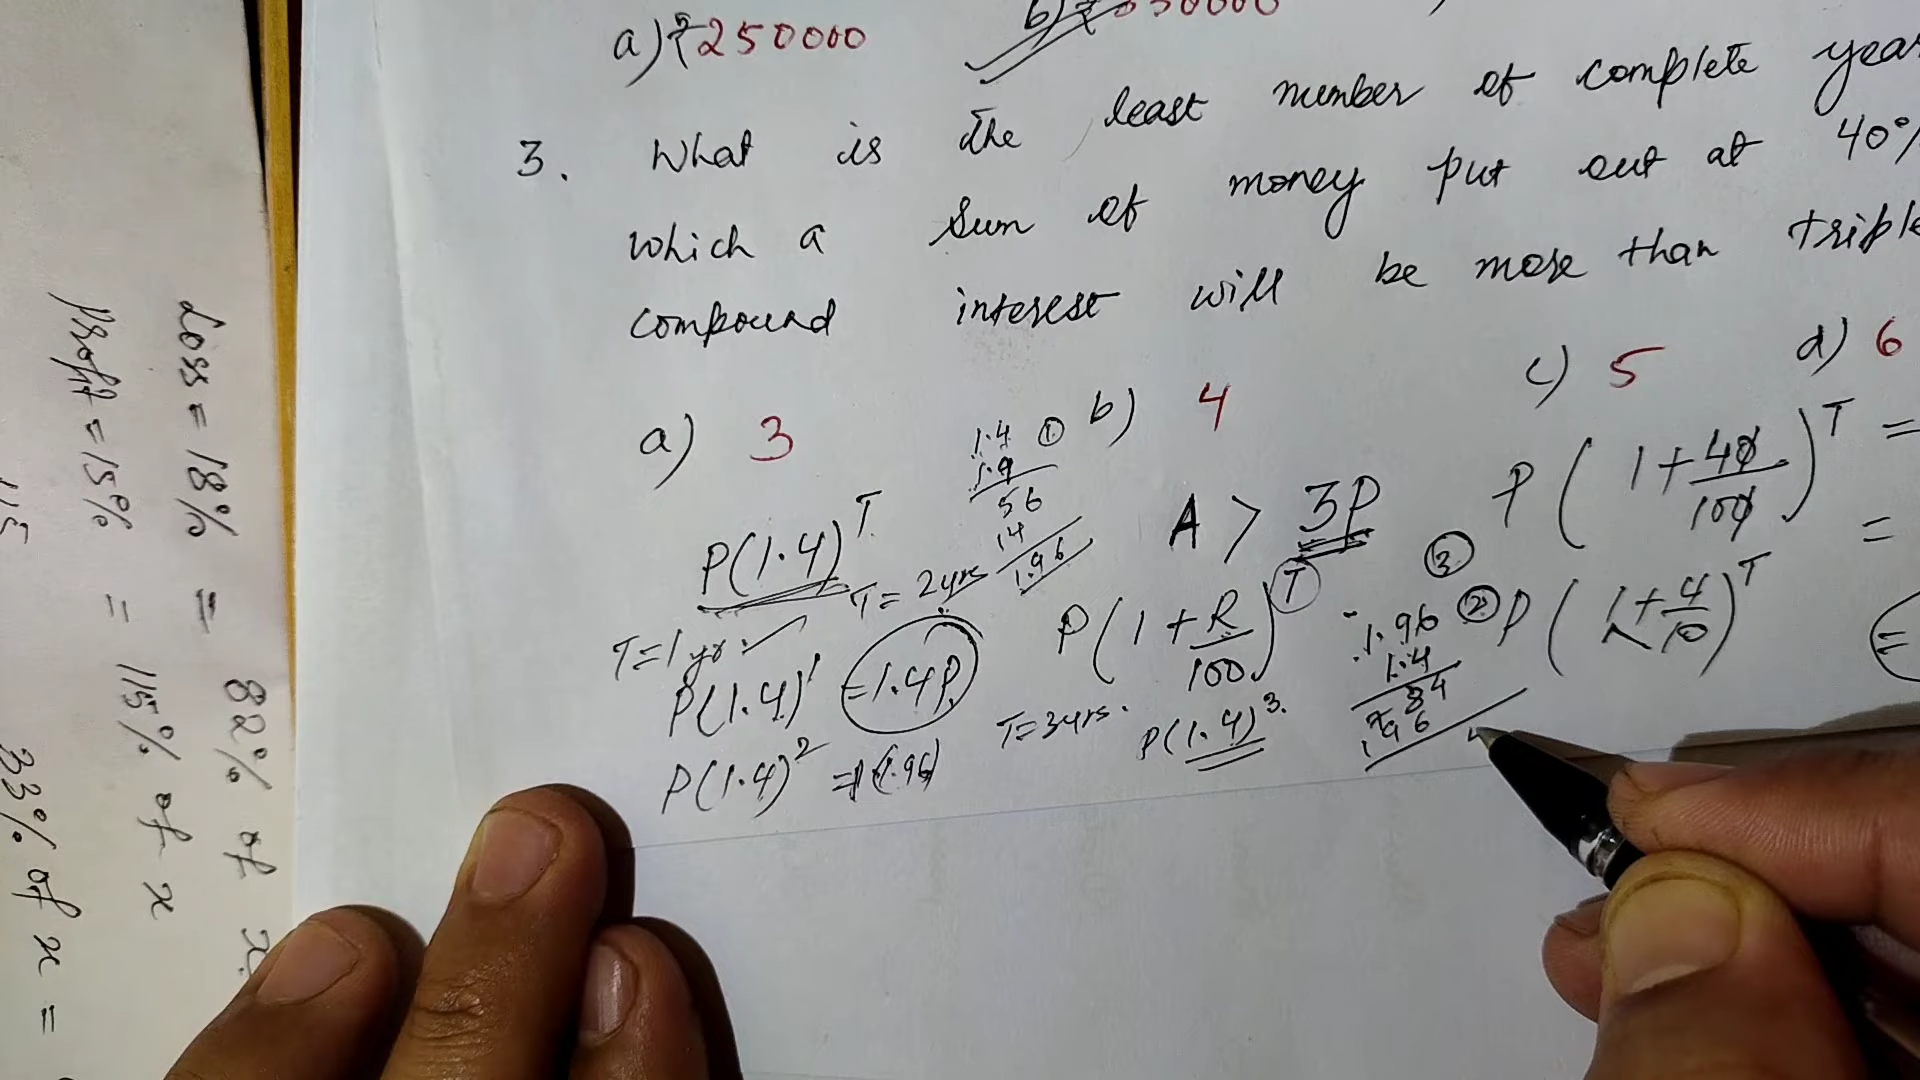 a) ₹250000
3. What is the least number of complete
which a sum of money put out at 40%
compound interest will be more than
a) 3
b) 4
c) 5
d) 6
1.4 ①
1.4
56
14
1.96
P(1.4)^T
A > 3P
P(1+40/100)^T =
T=1 yr
P(1.4)^1 =1.4P
T= 2yrs
P(1.4)^2 =P(1.96)
P(1+R/100)^T
T=3yrs.
P(1.4)^3
③
1.96 ②
1.4
784
196
P(1+4/10)^T =
Loss = 18% = 82% of x
Profit = 15% = 115% of x
33% of x =